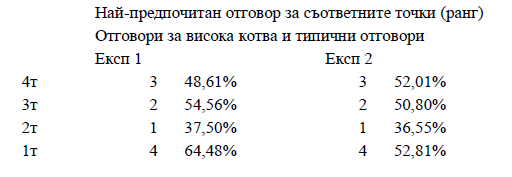 Най-предпочитан отговор за съответните точки (ранг)
Отговори за висока котва и типични отговори
Експ 1 Експ 2
4т 3 48,61% 3 52,01%
3т 2 54,56% 2 50,80%
2т 1 37,50% 1 36,55%
1т 4 64,48% 4 52,81%